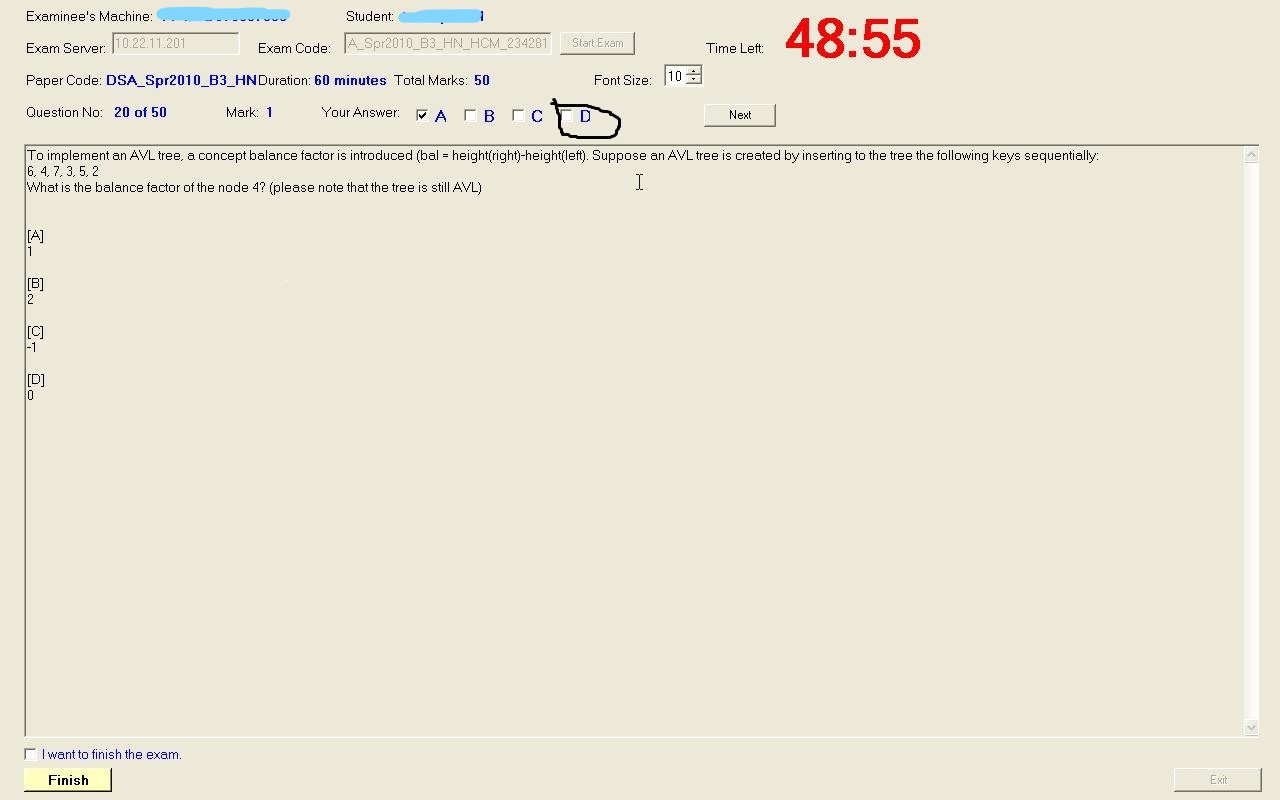 Examinee's Machine: Student:
Exam Server: 10.22.11.201 Exam Code: A_Spr2010_B3_HN_HCM_234281 Start Exam Time Left: 48:55
Paper Code: DSA_Spr2010_B3_HN Duration: 60 minutes Total Marks: 50 Font Size: 10
Question No: 20 of 50 Mark: 1 Your Answer: A B C D Next
To implement an AVL tree, a concept balance factor is introduced (bal = height(right)-height(left). Suppose an AVL tree is created by inserting to the tree the following keys sequentially:
6, 4, 7, 3, 5, 2
What is the balance factor of the node 4? (please note that the tree is still AVL)
[A]
1
[B]
2
[C]
-1
[D]
0
I want to finish the exam.
Finish Exit